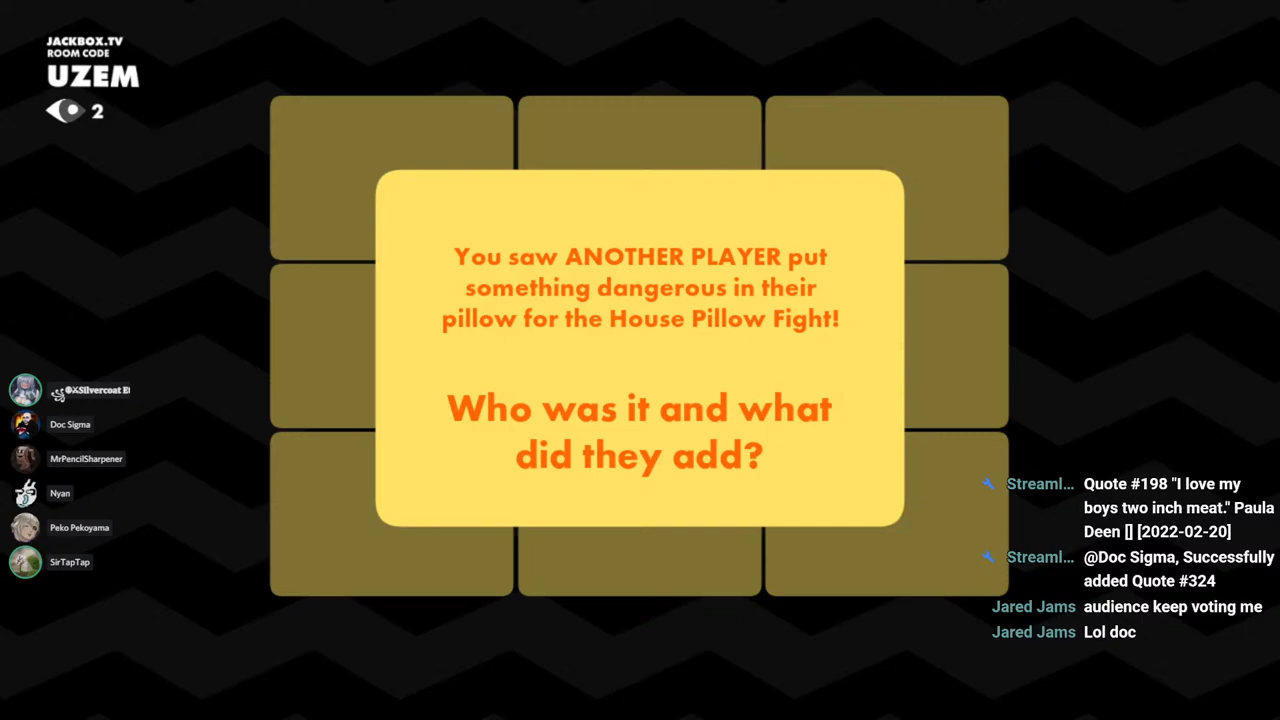 JACKBOX.TV
ROOM CODE
UZEM
2
You saw ANOTHER PLAYER put
something dangerous in their
pillow for the House Pillow Fight!
Who was it and what
did they add?
Silvercoat
Doc Sigma
MrPencilSharpener
Nyan
Peko Pekoyama
SirTapTap
Streaml... Quote #198 "I love my
boys two inch meat." Paula
Deen [] [2022-02-20]
Streaml... @Doc Sigma, Successfully
added Quote #324
Jared Jams audience keep voting me
Jared Jams Lol doc